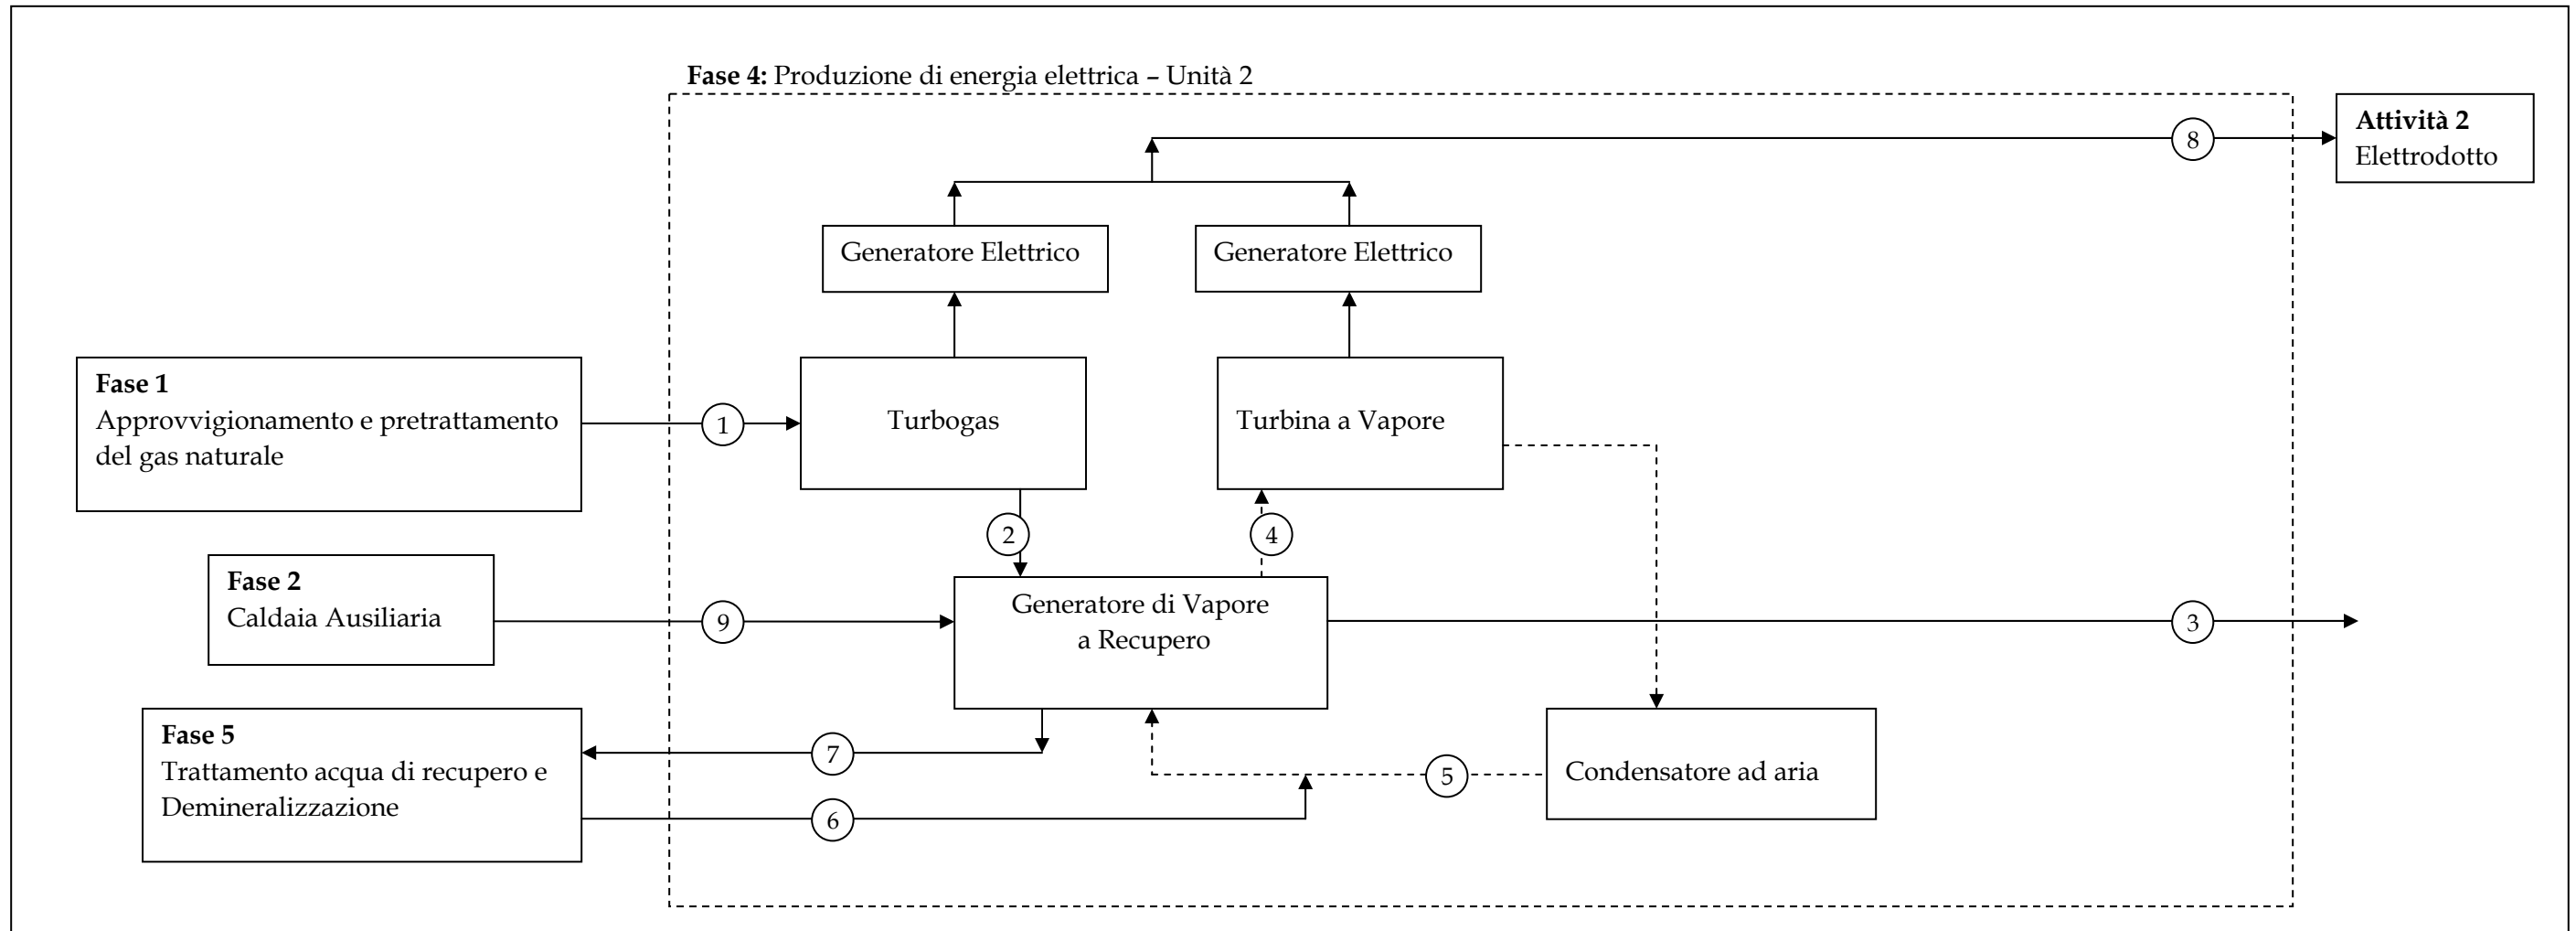 Fase 4: Produzione di energia elettrica – Unità 2
8
Attività 2
Elettrodotto
Generatore Elettrico
Generatore Elettrico
Fase 1
Approvvigionamento e pretrattamento
del gas naturale
1
Turbogas
Turbina a Vapore
2
4
Fase 2
Caldaia Ausiliaria
9
Generatore di Vapore
a Recupero
3
Fase 5
Trattamento acqua di recupero e
Demineralizzazione
7
6
5
Condensatore ad aria